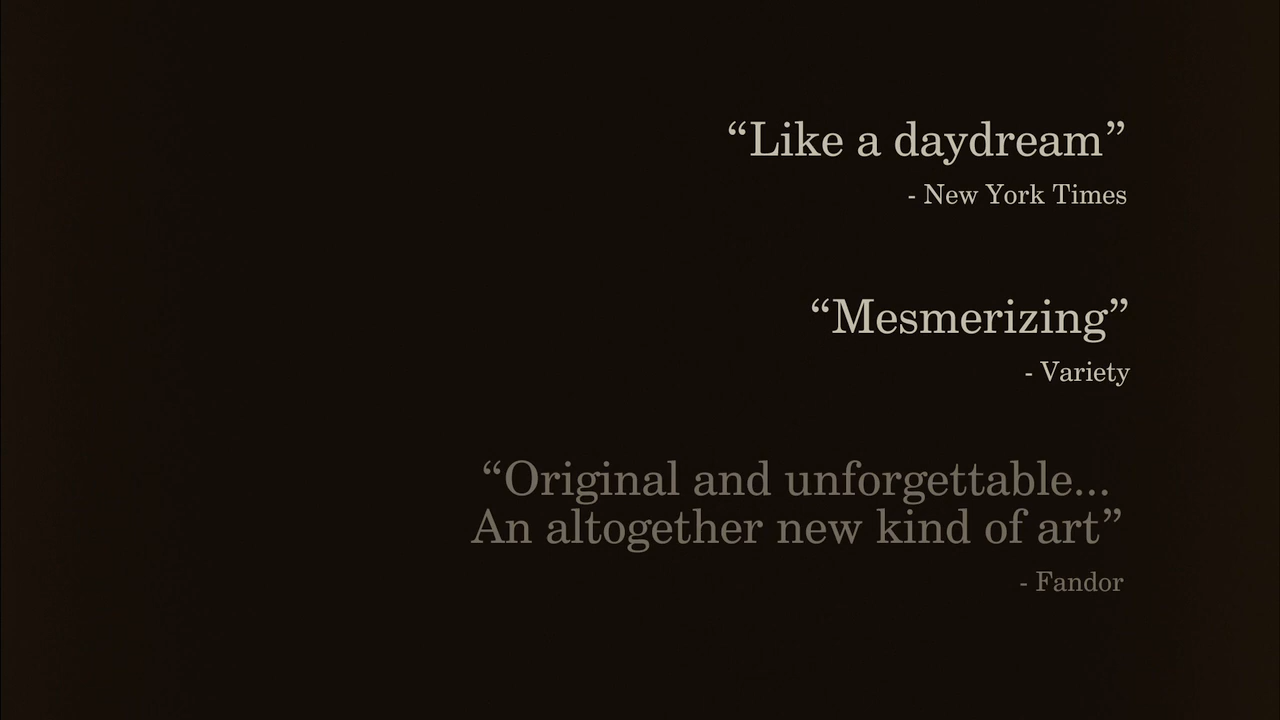 “Like a daydream”
- New York Times
“Mesmerizing”
- Variety
“Original and unforgettable...
An altogether new kind of art”
- Fandor